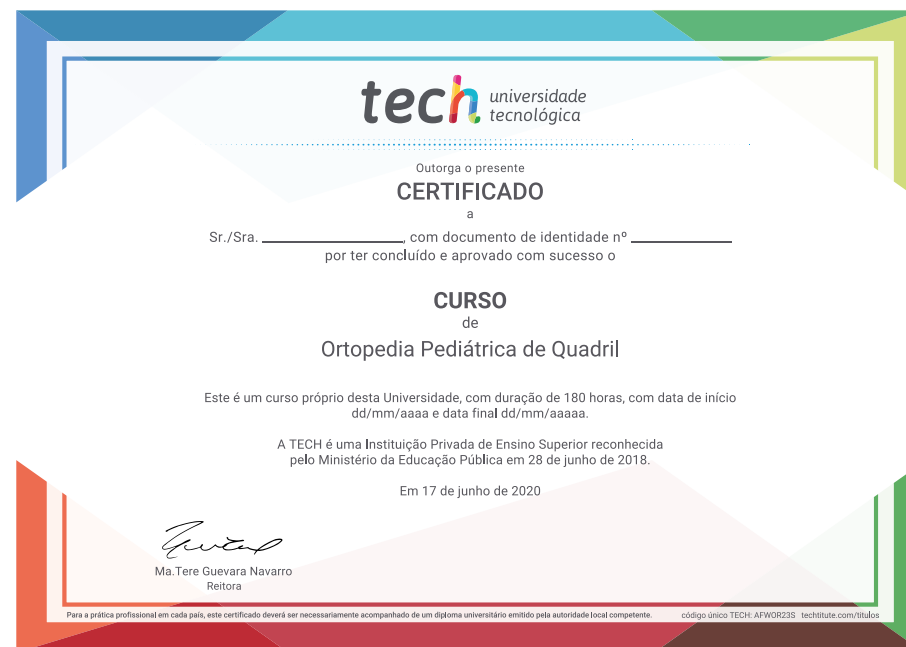 tech universidade
tecnológica
Outorga o presente
CERTIFICADO
a
Sr./Sra. ____________________, com documento de identidade nº ______________
por ter concluído e aprovado com sucesso o
CURSO
de
Ortopedia Pediátrica de Quadril
Este é um curso próprio desta Universidade, com duração de 180 horas, com data de início
dd/mm/aaaa e data final dd/mm/aaaaa.
A TECH é uma Instituição Privada de Ensino Superior reconhecida
pelo Ministério da Educação Pública em 28 de junho de 2018.
Em 17 de junho de 2020
Ma.Tere Guevara Navarro
Reitora
Para a prática profissional em cada país, este certificado deverá ser necessariamente acompanhado de um diploma universitário emitido pela autoridade local competente. código único TECH: AFWOR23S techtitute.com/titulos